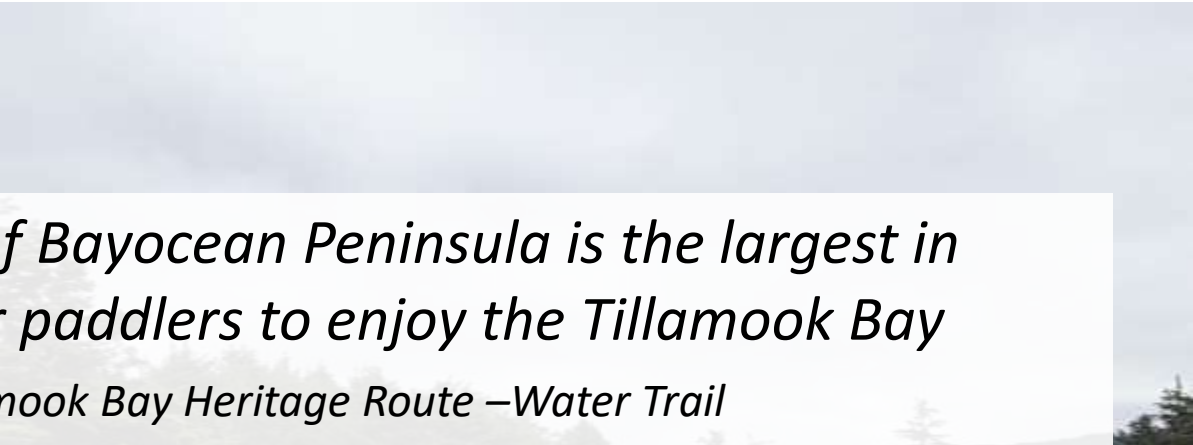 f Bayocean Peninsula is the largest in
paddlers to enjoy the Tillamook Bay
mook Bay Heritage Route –Water Trail